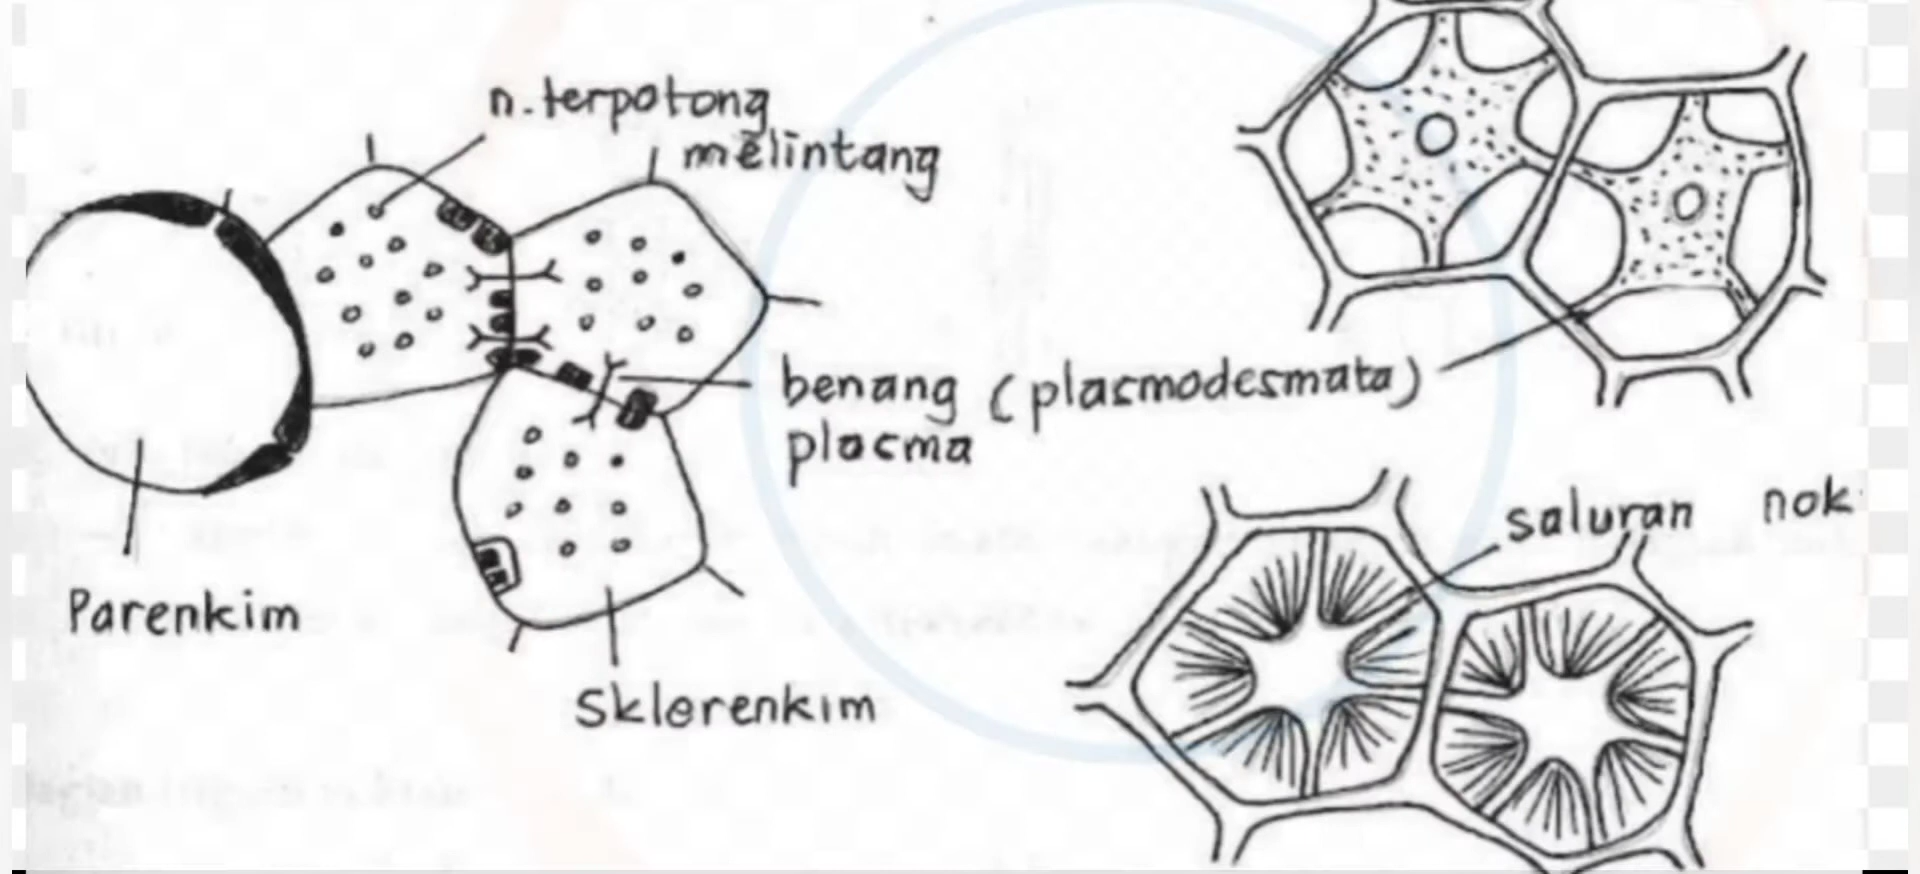 n. terpotong
melintang
benang (plasmodesmata)
plasma
saluran nok
Parenkim
Sklerenkim